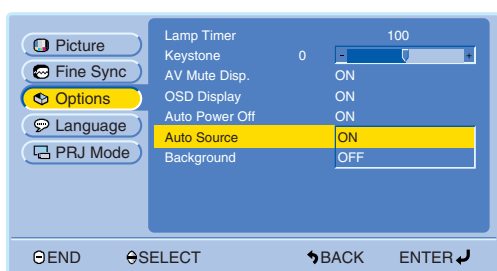 Picture
Fine Sync
Options
Language
PRJ Mode
Lamp Timer 100
Keystone 0 - +
AV Mute Disp. ON
OSD Display ON
Auto Power Off ON
Auto Source ON
Background OFF
END SELECT BACK ENTER